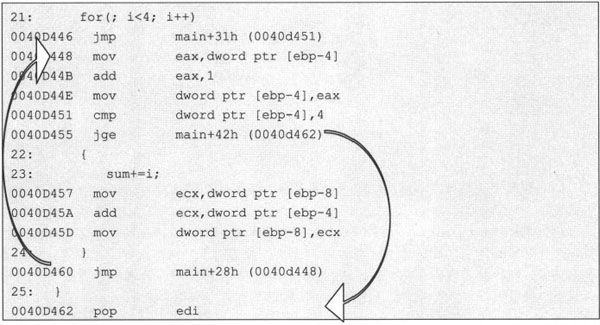 21:      for(; i<4; i++)
0040D446  jmp     main+31h (0040d451)
448  mov     eax,dword ptr [ebp-4]
0040D44B  add     eax,1
0040D44E  mov     dword ptr [ebp-4],eax
0040D451  cmp     dword ptr [ebp-4],4
0040D455  jge     main+42h (0040d462)
22:      {
23:         sum+=i;
0040D457  mov     ecx,dword ptr [ebp-8]
0040D45A  add     ecx,dword ptr [ebp-4]
0040D45D  mov     dword ptr [ebp-8],ecx
24:      }
0040D460  jmp     main+28h (0040d448)
25:   }
0040D462  pop     edi